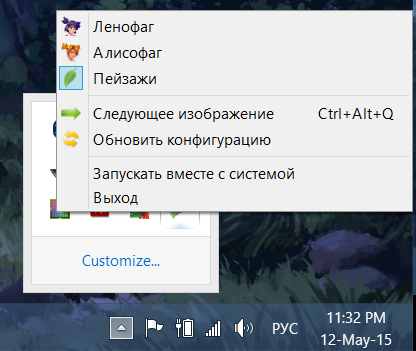 Ленофаг
Алисофаг
Пейзажи
Следующее изображение Ctrl+Alt+Q
Обновить конфигурацию
Запускать вместе с системой
Выход
Customize...
РУС
11:32 PM
12-May-15